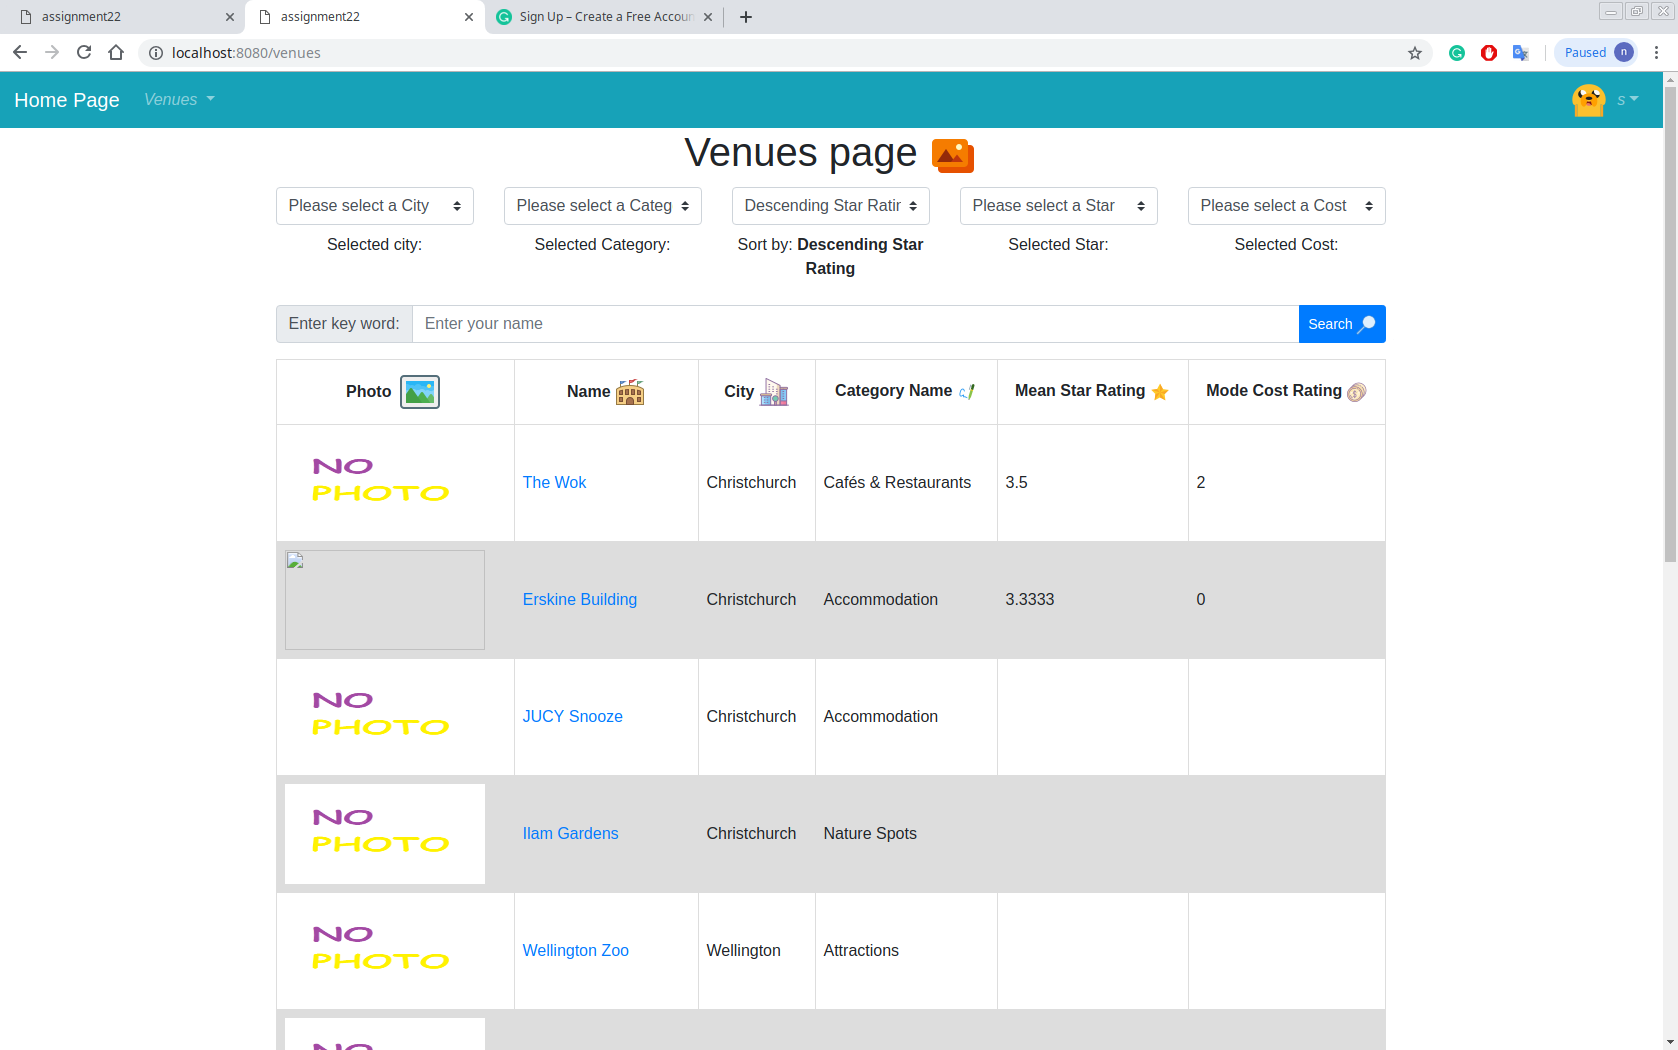 assignment22
assignment22
Sign Up – Create a Free Accoun
localhost:8080/venues
Paused n
Home Page Venues s
Venues page
Please select a City Please select a Categ Descending Star Ratir Please select a Star Please select a Cost
Selected city: Selected Category: Sort by: Descending Star Rating Selected Star: Selected Cost:
Enter key word: Enter your name Search
Photo Name City Category Name Mean Star Rating Mode Cost Rating
NO PHOTO The Wok Christchurch Cafés & Restaurants 3.5 2
Erskine Building Christchurch Accommodation 3.3333 0
NO PHOTO JUCY Snooze Christchurch Accommodation
NO PHOTO Ilam Gardens Christchurch Nature Spots
NO PHOTO Wellington Zoo Wellington Attractions
NO